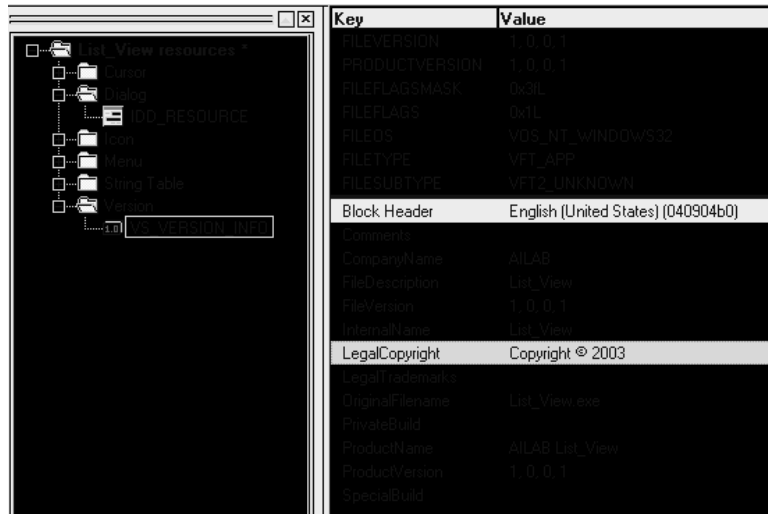 List_View resources *
Cursor
Dialog
IDD_RESOURCE
Icon
Menu
String Table
Version
1.0 VS_VERSION_INFO
Key Value
FILEVERSION 1, 0, 0, 1
PRODUCTVERSION 1, 0, 0, 1
FILEFLAGSMASK 0x3fL
FILEFLAGS 0x1L
FILEOS VOS_NT_WINDOWS32
FILETYPE VFT_APP
FILESUBTYPE VFT2_UNKNOWN
Block Header English (United States) (040904b0)
Comments
CompanyName AILAB
FileDescription List_View
FileVersion 1, 0, 0, 1
InternalName List_View
LegalCopyright Copyright © 2003
LegalTrademarks
OriginalFilename List_View.exe
PrivateBuild
ProductName AILAB List_View
ProductVersion 1, 0, 0, 1
SpecialBuild